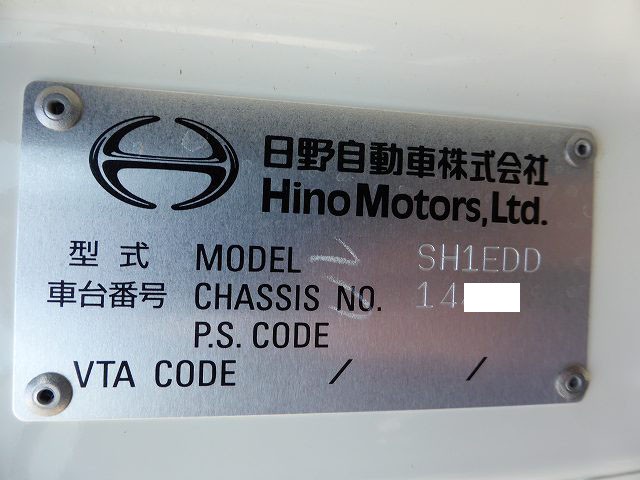 日野自動車株式会社
Hino Motors, Ltd.
型式 MODEL SH1EDD
車台番号 CHASSIS NO. 14
P.S. CODE
VTA CODE / /